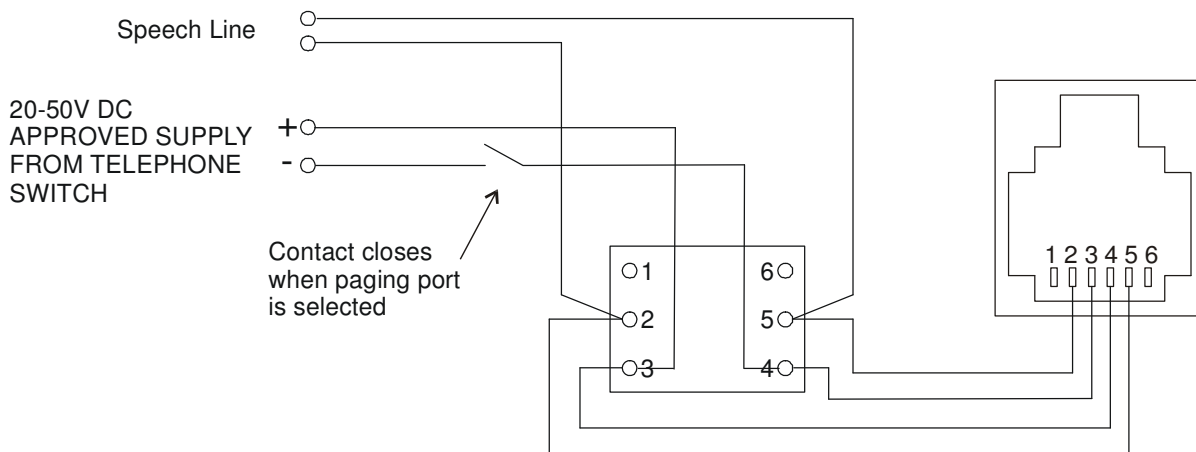 Speech Line
20-50V DC
APPROVED SUPPLY
FROM TELEPHONE
SWITCH
+
-
Contact closes
when paging port
is selected
1 6
2 5
3 4
1 2 3 4 5 6